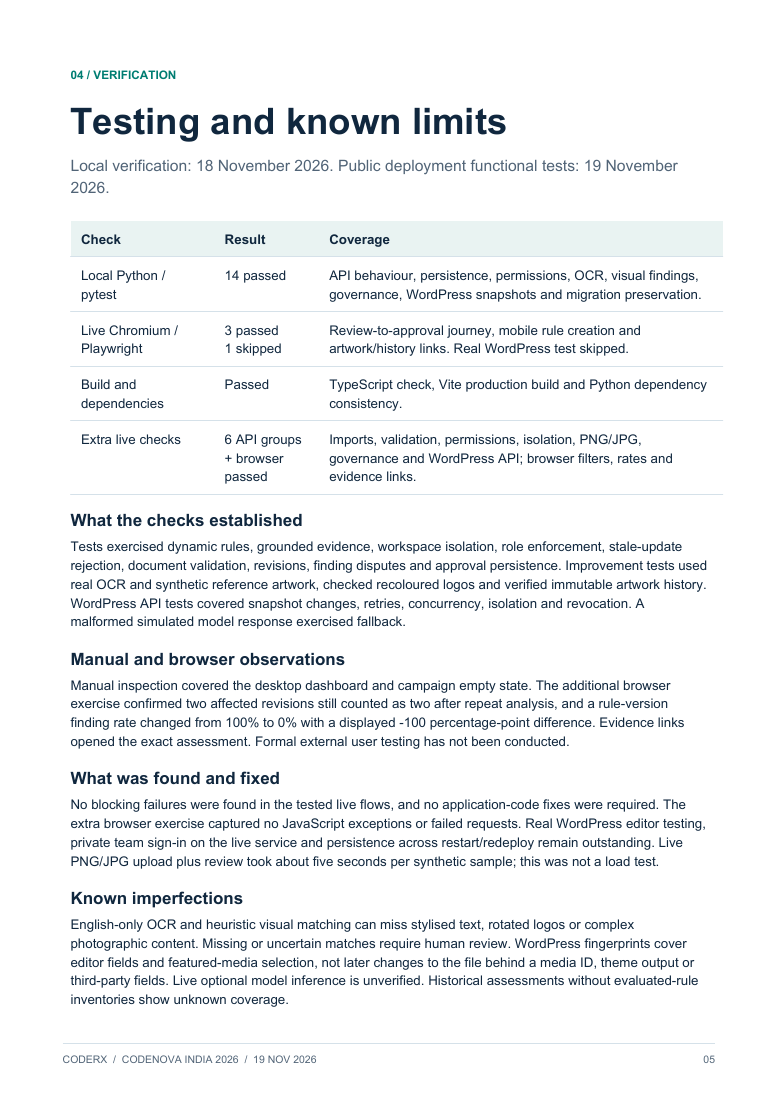 04 / VERIFICATION
Testing and known limits
Local verification: 18 November 2026. Public deployment functional tests: 19 November
2026.
Check Result Coverage
Local Python / 14 passed API behaviour, persistence, permissions, OCR, visual findings,
pytest governance, WordPress snapshots and migration preservation.
Live Chromium / 3 passed Review-to-approval journey, mobile rule creation and
Playwright 1 skipped artwork/history links. Real WordPress test skipped.
Build and Passed TypeScript check, Vite production build and Python dependency
dependencies consistency.
Extra live checks 6 API groups Imports, validation, permissions, isolation, PNG/JPG,
+ browser governance and WordPress API; browser filters, rates and
passed evidence links.
What the checks established
Tests exercised dynamic rules, grounded evidence, workspace isolation, role enforcement, stale-update
rejection, document validation, revisions, finding disputes and approval persistence. Improvement tests used
real OCR and synthetic reference artwork, checked recoloured logos and verified immutable artwork history.
WordPress API tests covered snapshot changes, retries, concurrency, isolation and revocation. A
malformed simulated model response exercised fallback.
Manual and browser observations
Manual inspection covered the desktop dashboard and campaign empty state. The additional browser
exercise confirmed two affected revisions still counted as two after repeat analysis, and a rule-version
finding rate changed from 100% to 0% with a displayed -100 percentage-point difference. Evidence links
opened the exact assessment. Formal external user testing has not been conducted.
What was found and fixed
No blocking failures were found in the tested live flows, and no application-code fixes were required. The
extra browser exercise captured no JavaScript exceptions or failed requests. Real WordPress editor testing,
private team sign-in on the live service and persistence across restart/redeploy remain outstanding. Live
PNG/JPG upload plus review took about five seconds per synthetic sample; this was not a load test.
Known imperfections
English-only OCR and heuristic visual matching can miss stylised text, rotated logos or complex
photographic content. Missing or uncertain matches require human review. WordPress fingerprints cover
editor fields and featured-media selection, not later changes to the file behind a media ID, theme output or
third-party fields. Live optional model inference is unverified. Historical assessments without evaluated-rule
inventories show unknown coverage.
CODERX / CODENOVA INDIA 2026 / 19 NOV 2026 05